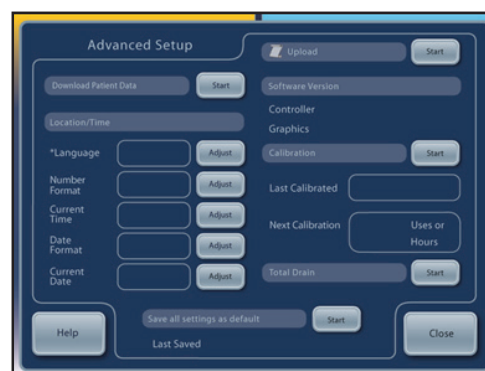 Advanced Setup
Download Patient Data
Start
Location/Time
*Language
Adjust
Number
Format
Adjust
Current
Time
Adjust
Date
Format
Adjust
Current
Date
Adjust
Upload
Start
Software Version
Controller
Graphics
Calibration
Start
Last Calibrated
Next Calibration
Uses or
Hours
Total Drain
Start
Help
Save all settings as default
Start
Last Saved
Close